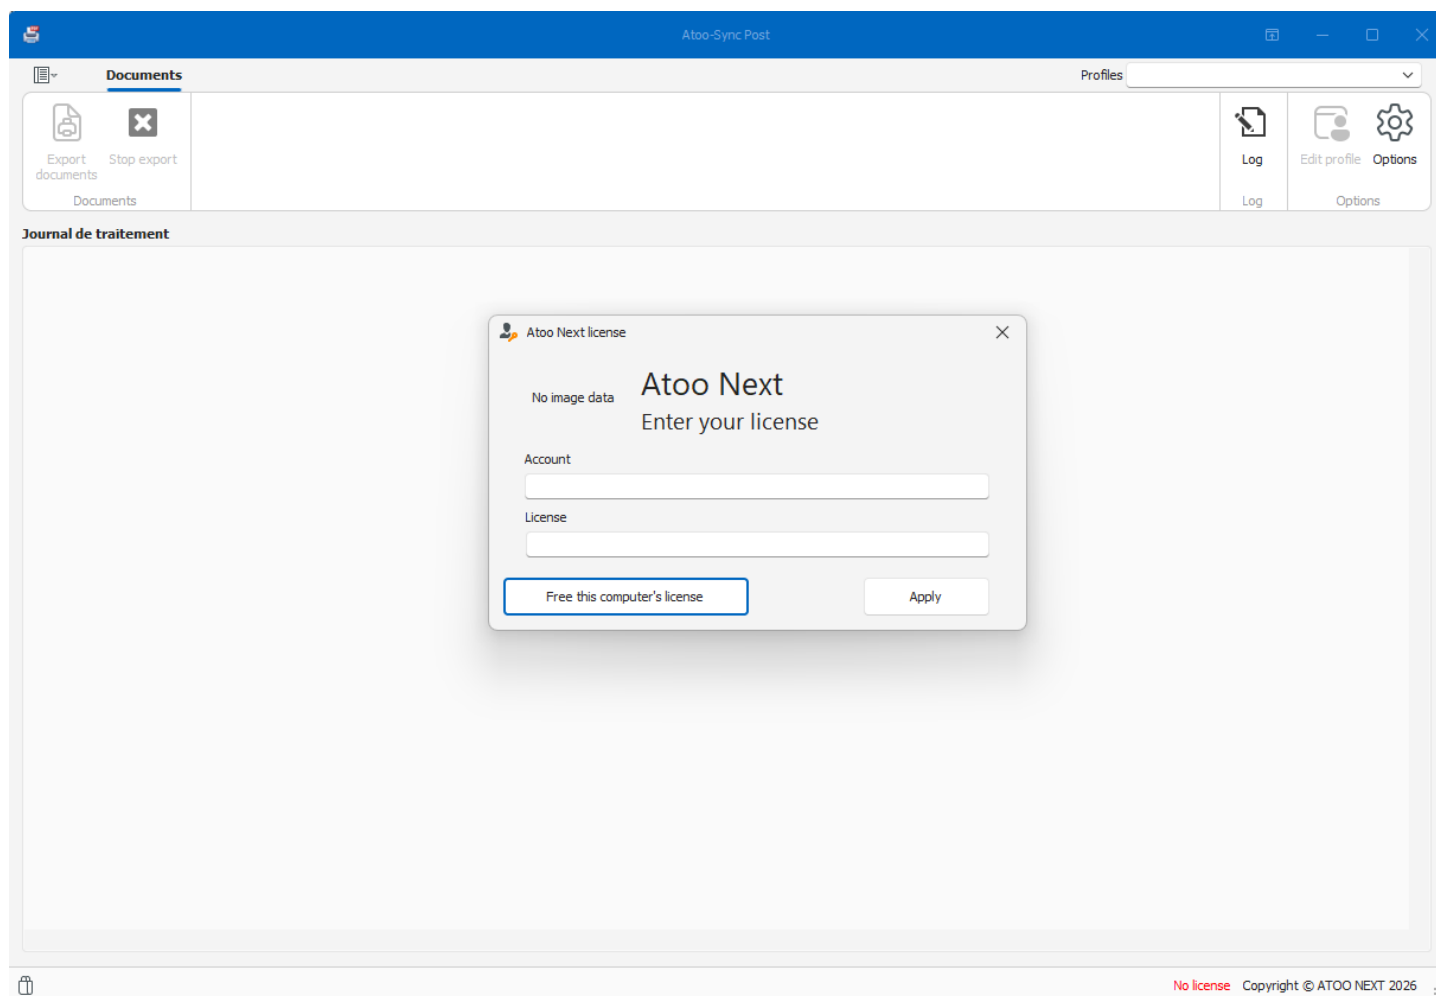 Atoo-Sync Post
Documents
Profiles
Export documents
Stop export
Documents
Log
Log
Edit profile
Options
Options
Journal de traitement
Atoo Next license
No image data
Atoo Next
Enter your license
Account
License
Free this computer's license
Apply
No license
Copyright © ATOO NEXT 2026